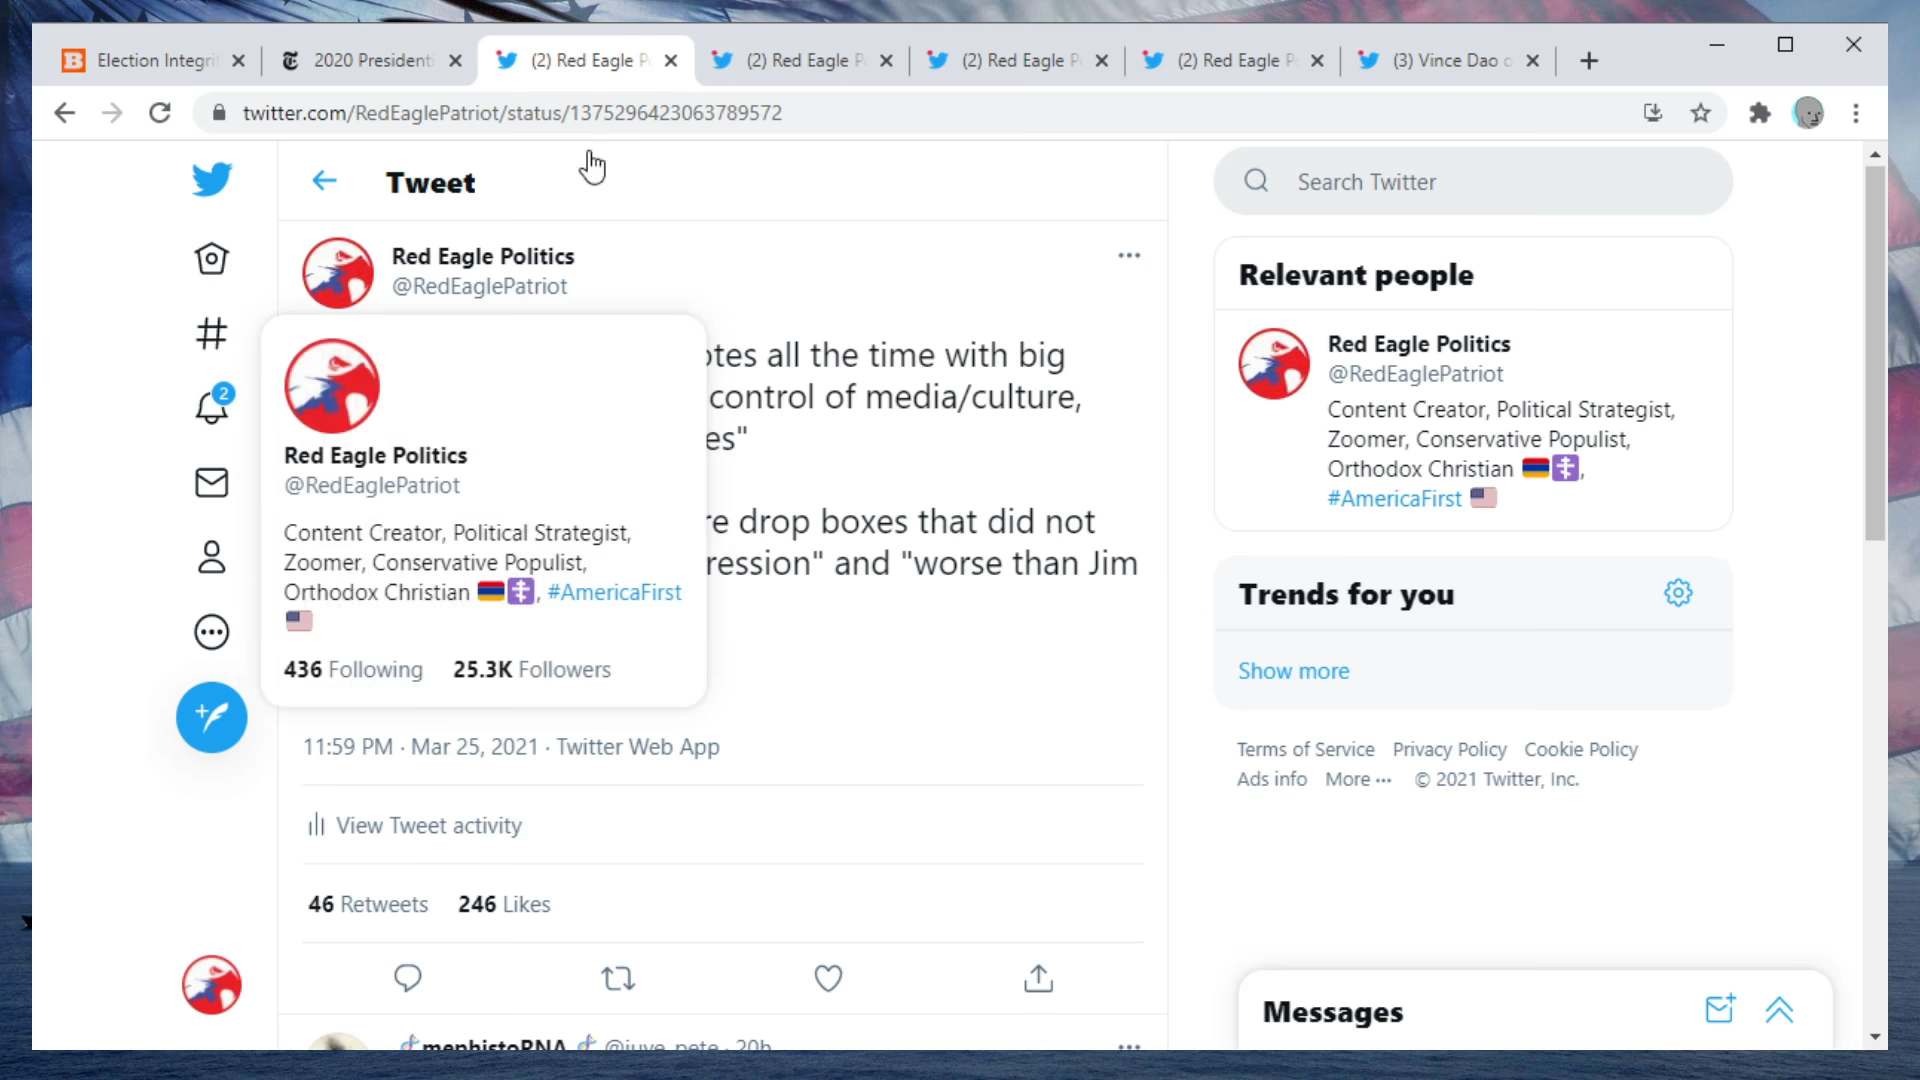 Election Integri
2020 Presidenti
(2) Red Eagle P
(2) Red Eagle P
(2) Red Eagle P
(2) Red Eagle P
(3) Vince Dao o
twitter.com/RedEaglePatriot/status/1375296423063789572
Tweet
Search Twitter
Red Eagle Politics
@RedEaglePatriot
otes all the time with big
control of media/culture,
es"
re drop boxes that did not
ression" and "worse than Jim
Red Eagle Politics
@RedEaglePatriot
Content Creator, Political Strategist,
Zoomer, Conservative Populist,
Orthodox Christian 🇦🇲☦️, #AmericaFirst
🇺🇸
436 Following 25.3K Followers
2
11:59 PM · Mar 25, 2021 · Twitter Web App
View Tweet activity
46 Retweets 246 Likes
mephistoRNA @juve_pete · 20h
Relevant people
Red Eagle Politics
@RedEaglePatriot
Content Creator, Political Strategist,
Zoomer, Conservative Populist,
Orthodox Christian 🇦🇲☦️,
#AmericaFirst 🇺🇸
Trends for you
Show more
Terms of Service Privacy Policy Cookie Policy
Ads info More ··· © 2021 Twitter, Inc.
Messages